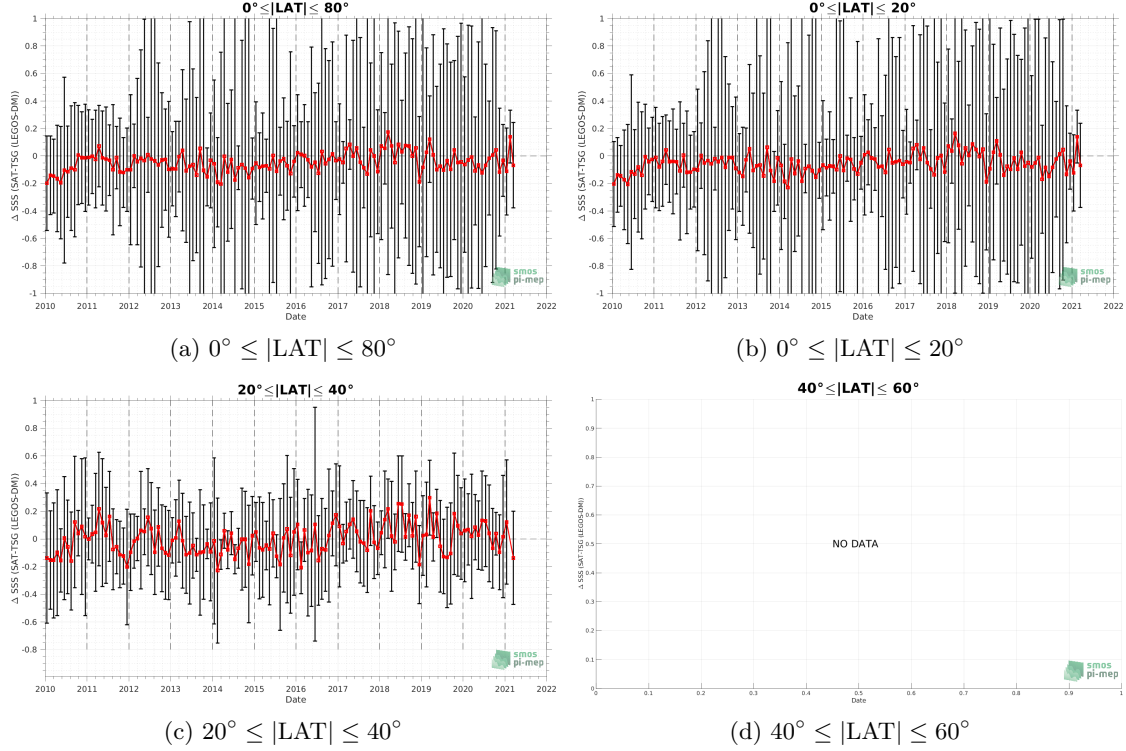 0°≤|LAT|≤ 80°
Δ SSS (SAT-TSG (LEGOS-DM))
1
0.8
0.6
0.4
0.2
0
-0.2
-0.4
-0.6
-0.8
-1
2010 2011 2012 2013 2014 2015 2016 2017 2018 2019 2020 2021 2022
Date
smos
pi-mep
(a) 0° ≤ |LAT| ≤ 80°
0°≤|LAT|≤ 20°
Δ SSS (SAT-TSG (LEGOS-DM))
1
0.8
0.6
0.4
0.2
0
-0.2
-0.4
-0.6
-0.8
-1
2010 2011 2012 2013 2014 2015 2016 2017 2018 2019 2020 2021 2022
Date
smos
pi-mep
(b) 0° ≤ |LAT| ≤ 20°
20°≤|LAT|≤ 40°
Δ SSS (SAT-TSG (LEGOS-DM))
1
0.8
0.6
0.4
0.2
0
-0.2
-0.4
-0.6
-0.8
2010 2011 2012 2013 2014 2015 2016 2017 2018 2019 2020 2021 2022
Date
smos
pi-mep
(c) 20° ≤ |LAT| ≤ 40°
40°≤|LAT|≤ 60°
Δ SSS (SAT-TSG (LEGOS-DM))
1
0.9
0.8
0.7
0.6
0.5
0.4
0.3
0.2
0.1
0
NO DATA
0 0.1 0.2 0.3 0.4 0.5 0.6 0.7 0.8 0.9 1
Date
smos
pi-mep
(d) 40° ≤ |LAT| ≤ 60°